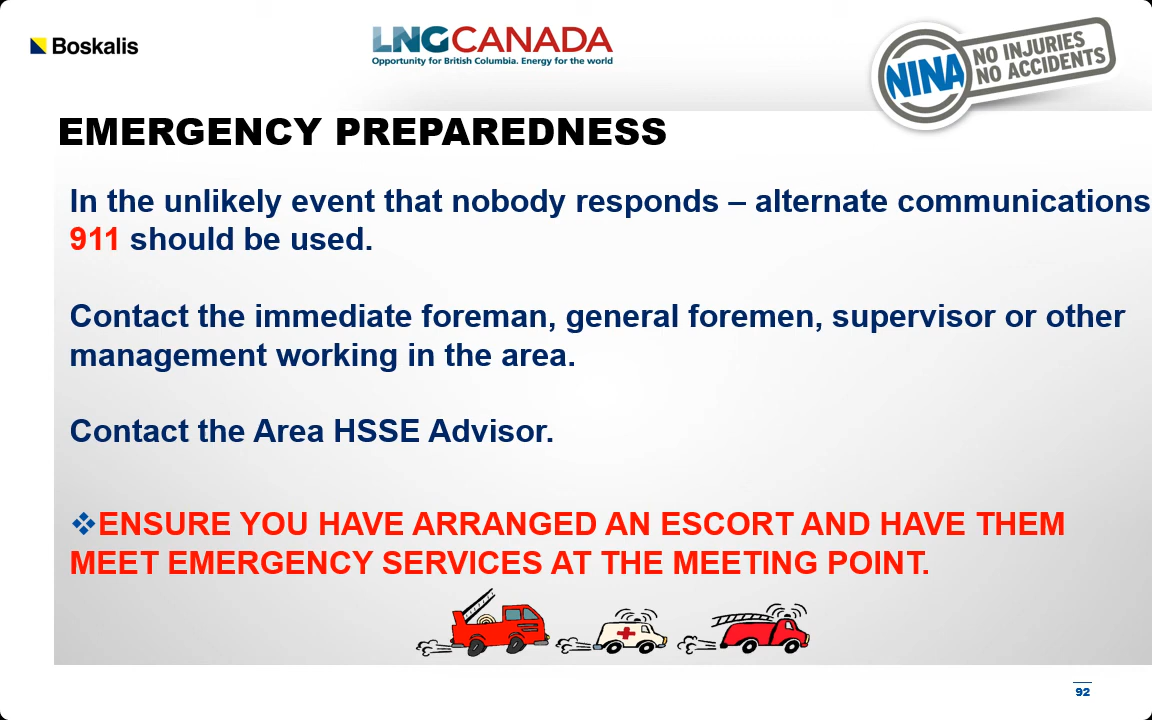 Boskalis
LNGCANADA
Opportunity for British Columbia. Energy for the world
NINA
NO INJURIES
NO ACCIDENTS
EMERGENCY PREPAREDNESS
In the unlikely event that nobody responds – alternate communications
911 should be used.
Contact the immediate foreman, general foremen, supervisor or other
management working in the area.
Contact the Area HSSE Advisor.
❖ENSURE YOU HAVE ARRANGED AN ESCORT AND HAVE THEM
MEET EMERGENCY SERVICES AT THE MEETING POINT.
92